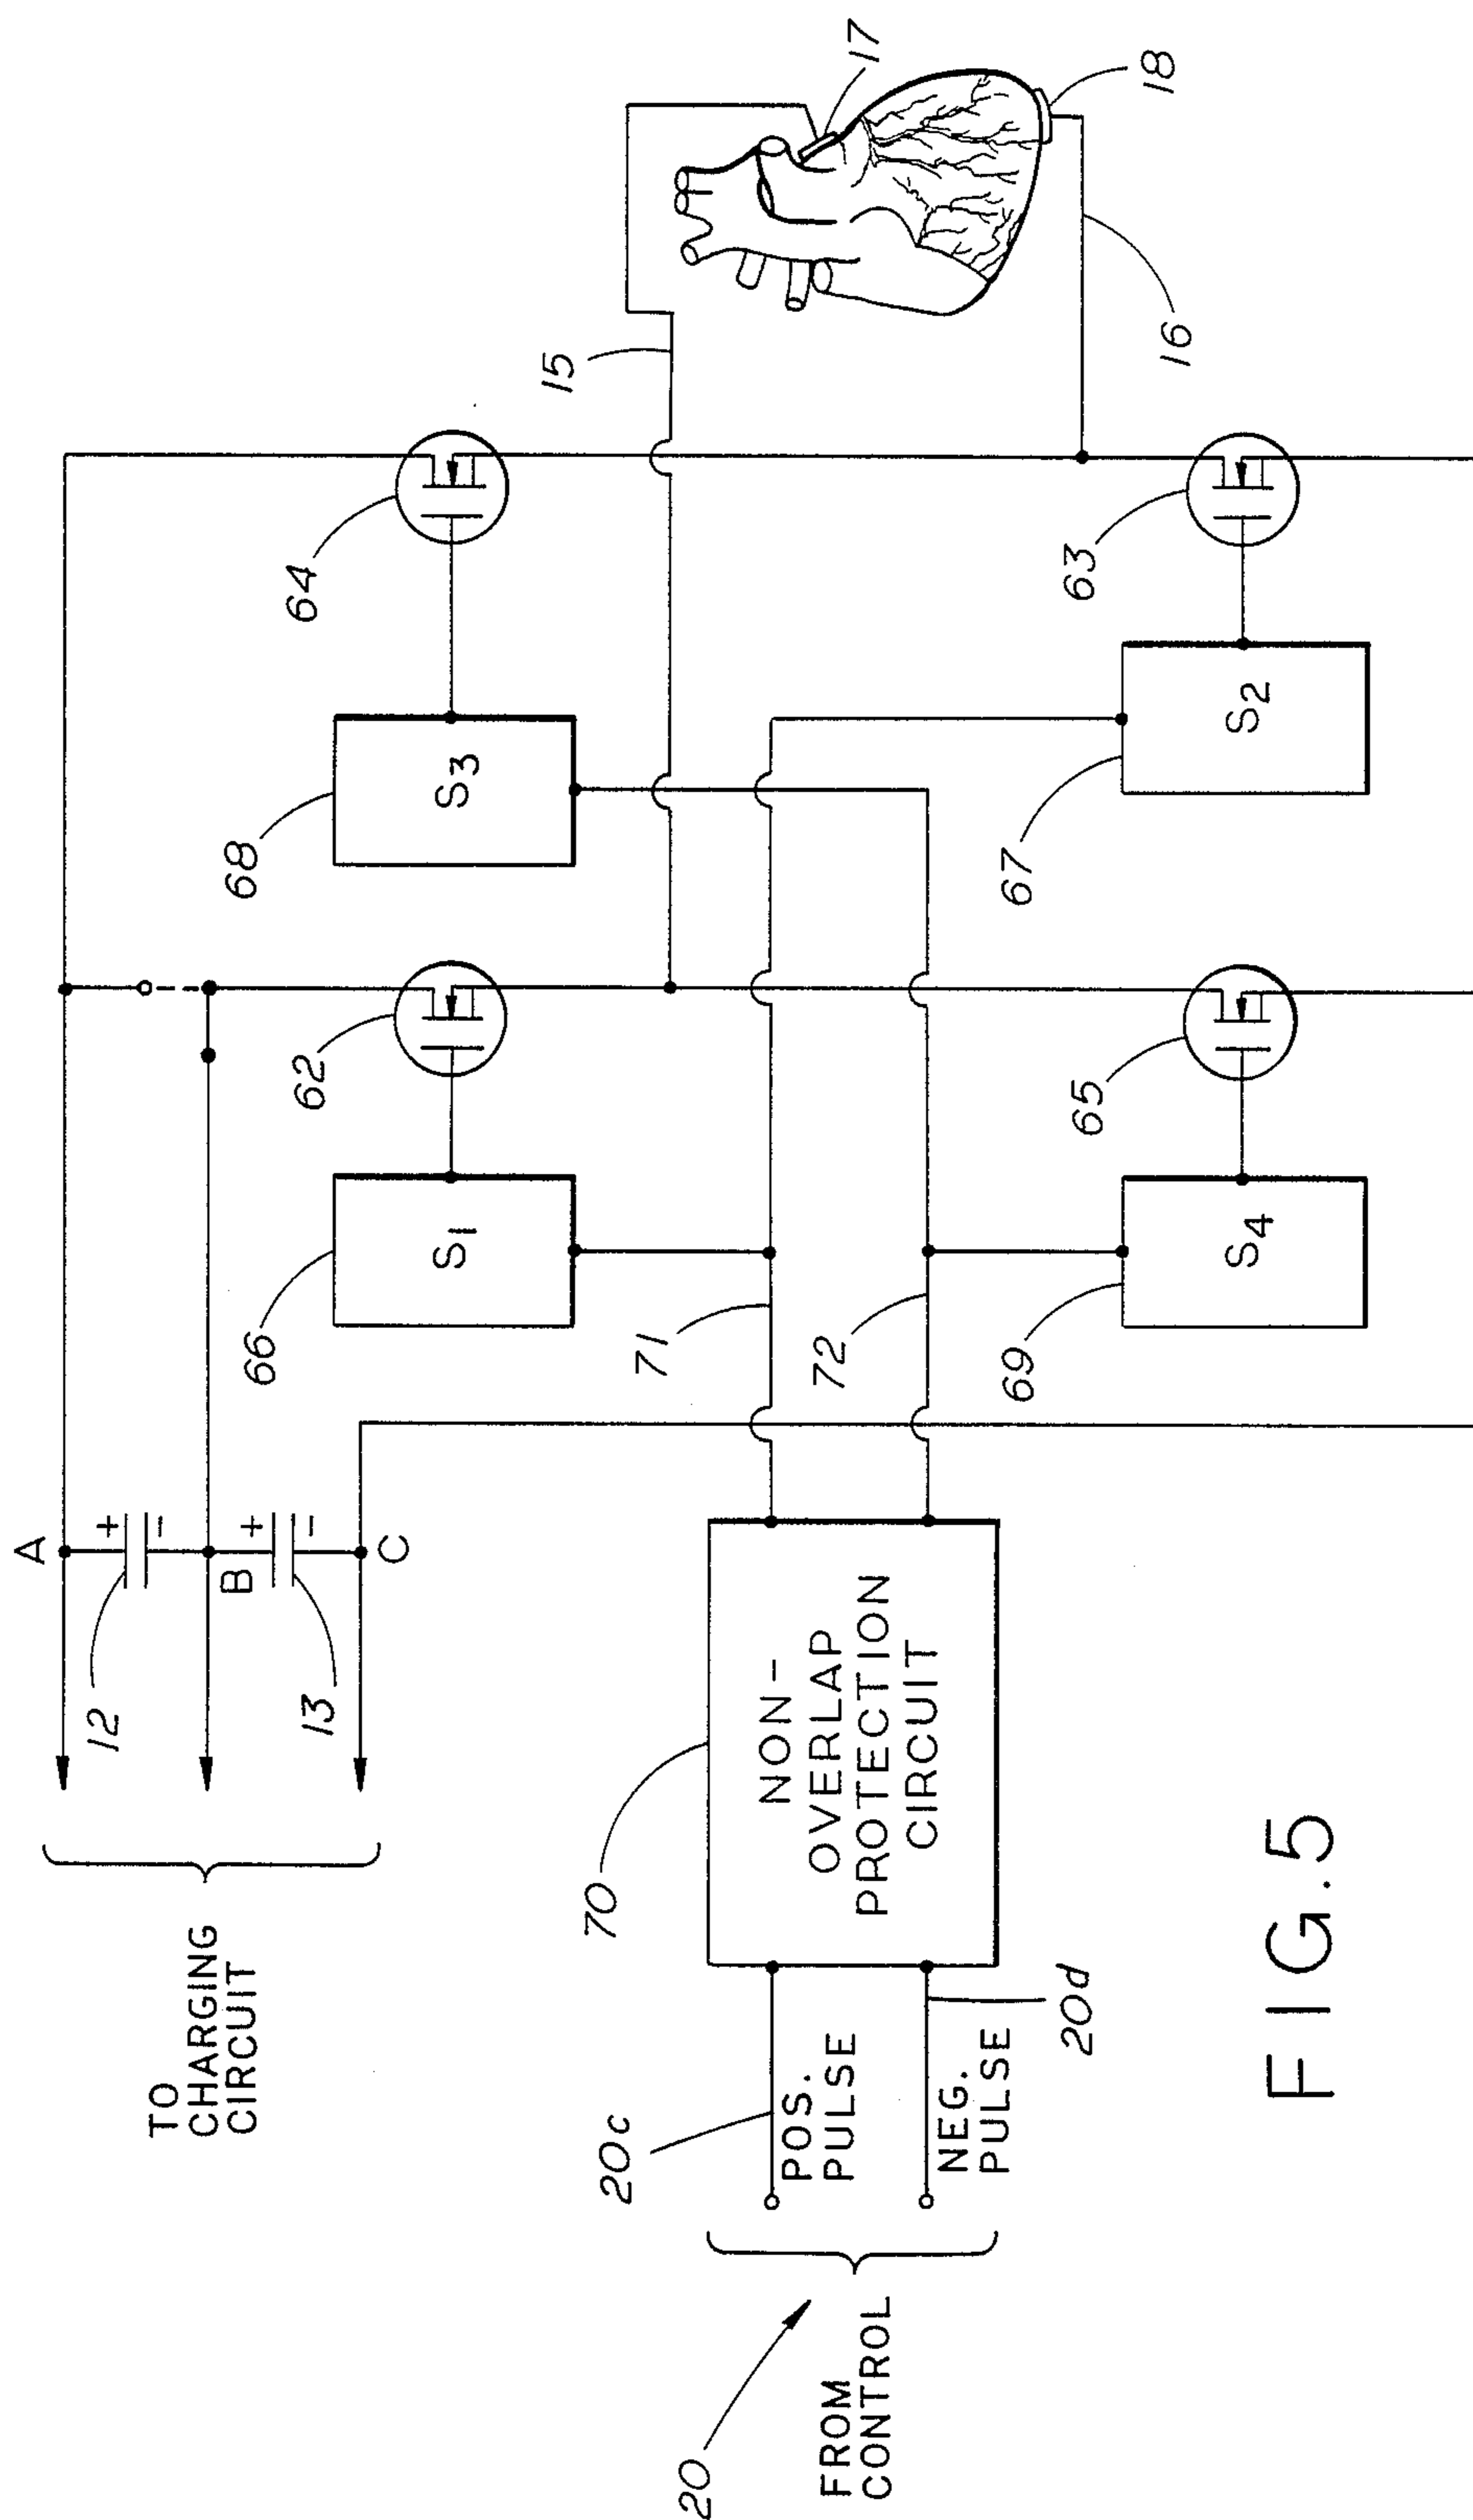 TO
CHARGING
CIRCUIT
A
12
+
-
B
13
+
-
C
66
S1
62
68
S3
64
15
17
18
16
71
72
20
FROM
CONTROL
20c
POS.
PULSE
NEG.
PULSE
20d
70
NON-
OVERLAP
PROTECTION
CIRCUIT
69
S4
65
67
S2
63
FIG.5